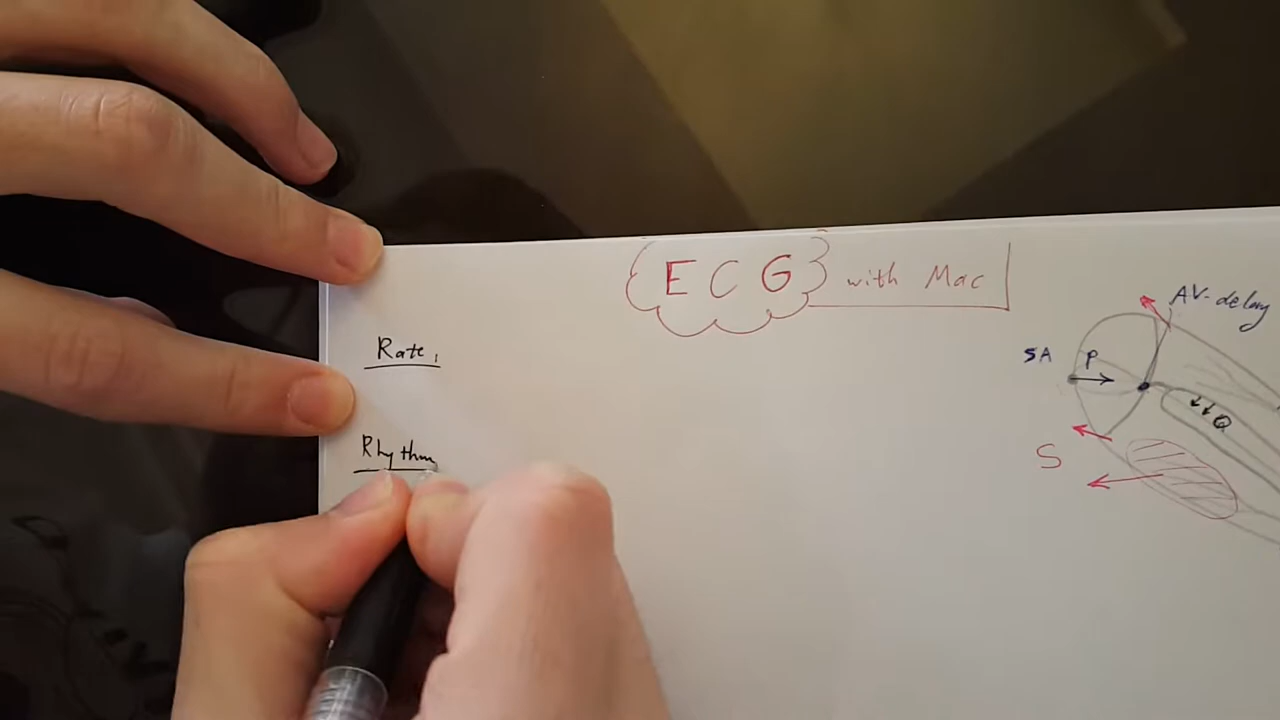 ECG with Mac
AV-delay
SA
P
Rate,
Q
Rhythm
S